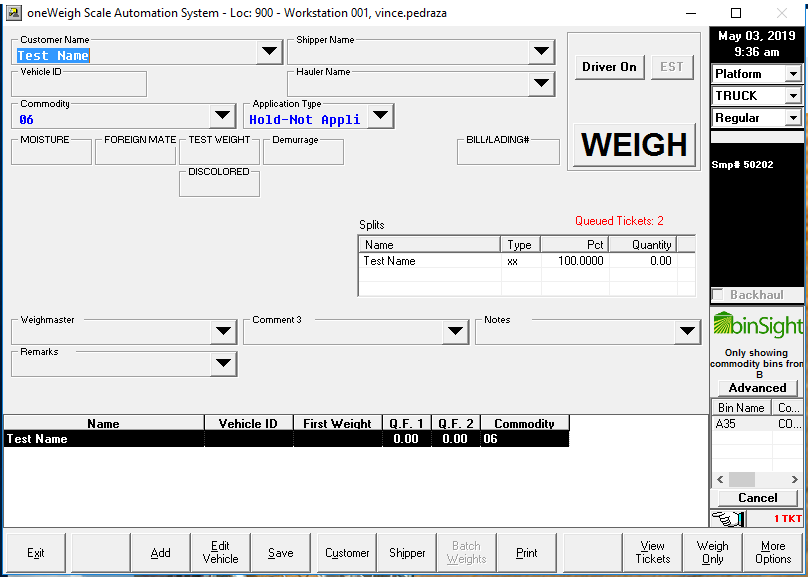 oneWeigh Scale Automation System - Loc: 900 - Workstation 001, vince.pedraza
Customer Name
Test Name
Shipper Name
Vehicle ID
Hauler Name
Commodity
06
Application Type
Hold-Not Appli
Driver On
EST
WEIGH
MOISTURE
FOREIGN MATE
TEST WEIGHT
Demurrage
BILL/LADING#
DISCOLORED
Splits
Queued Tickets: 2
Name Type Pct Quantity
Test Name xx 100.0000 0.00
Weighmaster
Comment 3
Notes
Remarks
Name Vehicle ID First Weight Q.F. 1 Q.F. 2 Commodity
Test Name 0.00 0.00 06
May 03, 2019
9:36 am
Platform
TRUCK
Regular
Smp# 50202
Backhaul
binSight
Only showing
commodity bins from
B
Advanced
Bin Name Co...
A35 CO...
Cancel
1 TKT
Exit
Add
Edit
Vehicle
Save
Customer
Shipper
Batch
Weights
Print
View
Tickets
Weigh
Only
More
Options